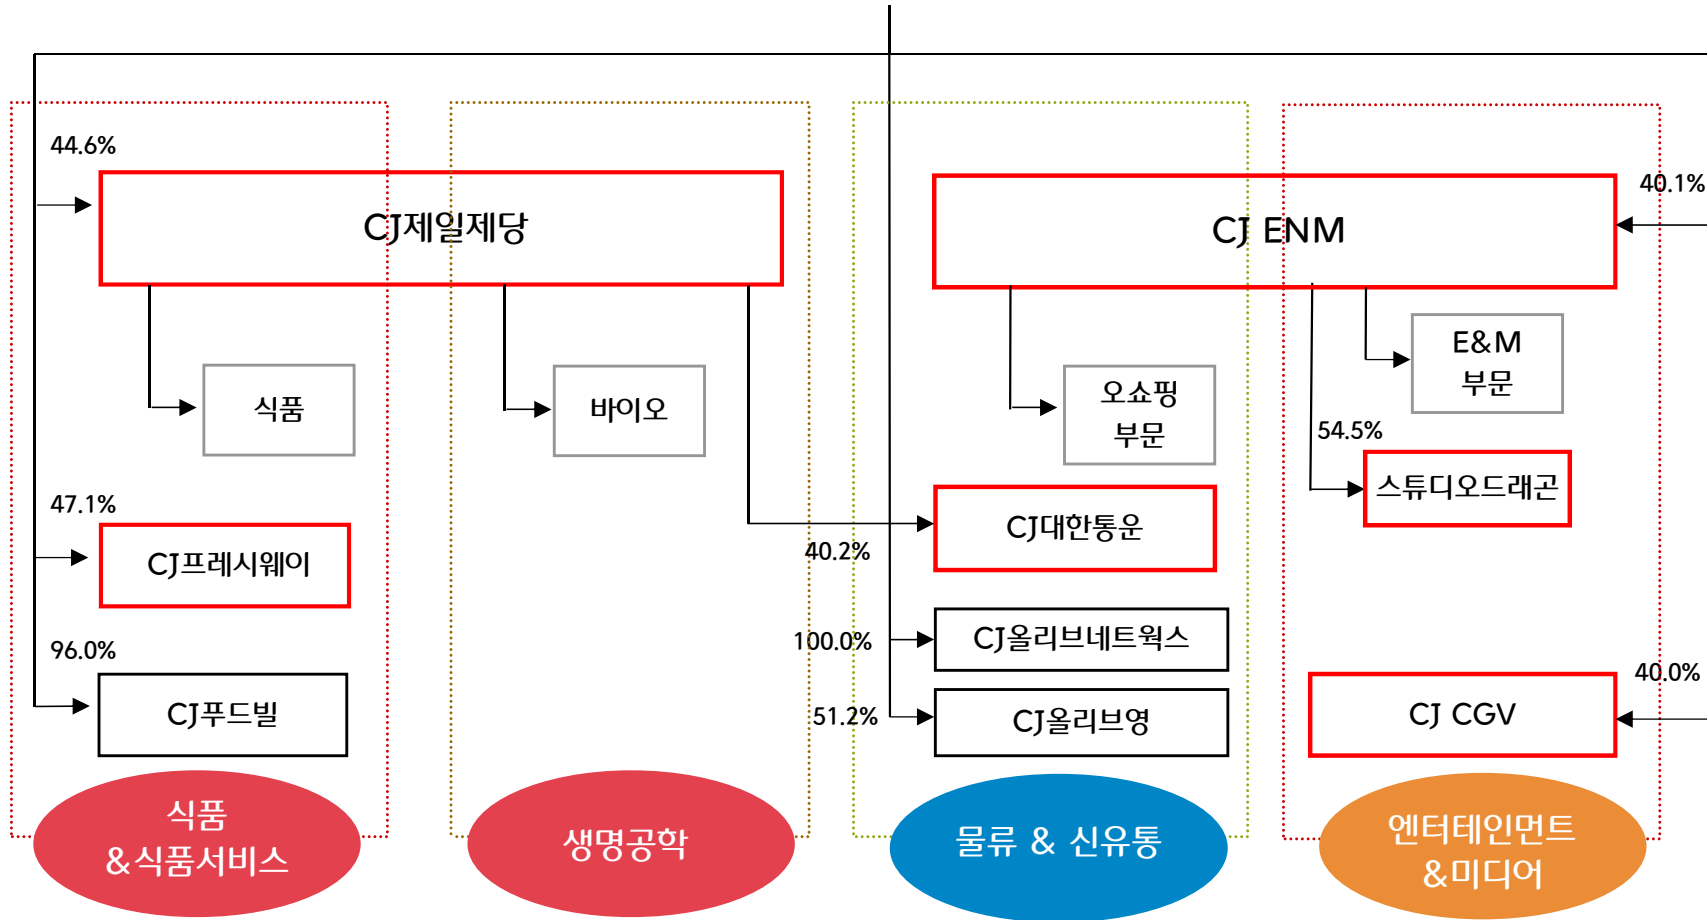 44.6%
CJ제일제당
CJ ENM
40.1%
식품
바이오
오쇼핑
부문
E&M
부문
54.5%
스튜디오드래곤
47.1%
CJ프레시웨이
40.2%
CJ대한통운
100.0%
CJ올리브네트웍스
96.0%
CJ푸드빌
51.2%
CJ올리브영
40.0%
CJ CGV
식품
&식품서비스
생명공학
물류 & 신유통
엔터테인먼트
&미디어